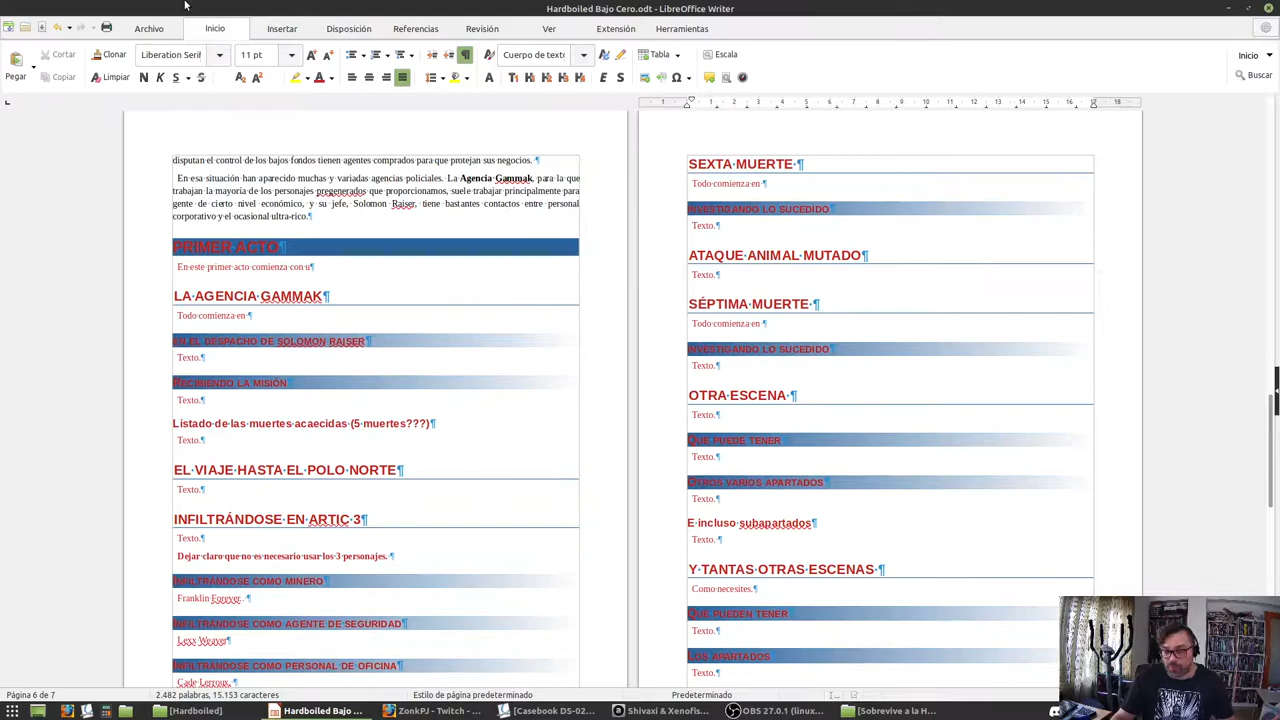 Hardboiled Bajo Cero.odt - LibreOffice Writer
Archivo Inicio Insertar Disposición Referencias Revisión Ver Extensión Herramientas
Cortar Clonar Liberation Serif 11 pt Cuerpo de texto Tabla Escala Inicio
Pegar Copiar Limpiar Buscar
disputan el control de los bajos fondos tienen agentes comprados para que protejan sus negocios. ¶
En esa situación han aparecido muchas y variadas agencias policiales. La Agencia Gammak, para la que
trabajan la mayoría de los personajes pregenerados que proporcionamos, suele trabajar principalmente para
gente de cierto nivel económico, y su jefe, Solomon Raiser, tiene bastantes contactos entre personal
corporativo y el ocasional ultra-rico.¶
PRIMER ACTO¶
En este primer acto comienza con u¶
LA AGENCIA GAMMAK¶
Todo comienza en ¶
EN EL DESPACHO DE SOLOMON RAISER¶
Texto.¶
RECIBIENDO LA MISIÓN
Texto.¶
Listado de las muertes acaecidas (5 muertes???)¶
Texto.¶
EL VIAJE HASTA EL POLO NORTE¶
Texto.¶
INFILTRÁNDOSE EN ARTIC 3¶
Texto.¶
Dejar claro que no es necesario usar los 3 personajes. ¶
INFILTRÁNDOSE COMO MINERO¶
Franklin Forever.. ¶
INFILTRÁNDOSE COMO AGENTE DE SEGURIDAD¶
Lexx Weaver¶
INFILTRÁNDOSE COMO PERSONAL DE OFICINA¶
Cade Lerroux. ¶
SEXTA MUERTE ¶
Todo comienza en ¶
INVESTIGANDO LO SUCEDIDO¶
Texto.¶
ATAQUE ANIMAL MUTADO¶
Texto.¶
SÉPTIMA MUERTE ¶
Todo comienza en ¶
INVESTIGANDO LO SUCEDIDO¶
Texto.¶
OTRA ESCENA ¶
Texto.¶
QUE PUEDE TENER
Texto.¶
OTROS VARIOS APARTADOS¶
Texto.¶
E incluso subapartados¶
Texto. ¶
Y TANTAS OTRAS ESCENAS ¶
Como necesites.¶
QUE PUEDEN TENER
Texto.¶
LOS APARTADOS
Texto.¶
Página 6 de 7 2.482 palabras, 15.153 caracteres Estilo de página predeterminado Predeterminado
[Hardboiled] Hardboiled Bajo ... ZonkPJ - Twitch - ... [Casebook DS-02... Shivaxi & Xenofis... OBS 27.0.1 (linux... [Sobrevive a la H...